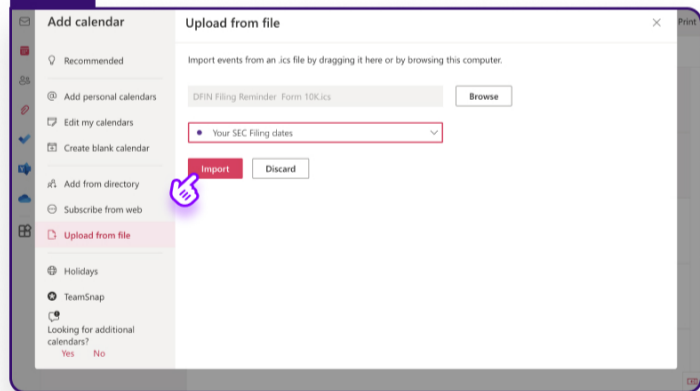 Add calendar
Recommended
Add personal calendars
Edit my calendars
Create blank calendar
Add from directory
Subscribe from web
Upload from file
Holidays
TeamSnap
Looking for additional
calendars?
Yes No
Upload from file
Print
Import events from an .ics file by dragging it here or by browsing this computer.
DFIN Filing Reminder Form 10K.ics
Browse
Your SEC Filing dates
Import
Discard